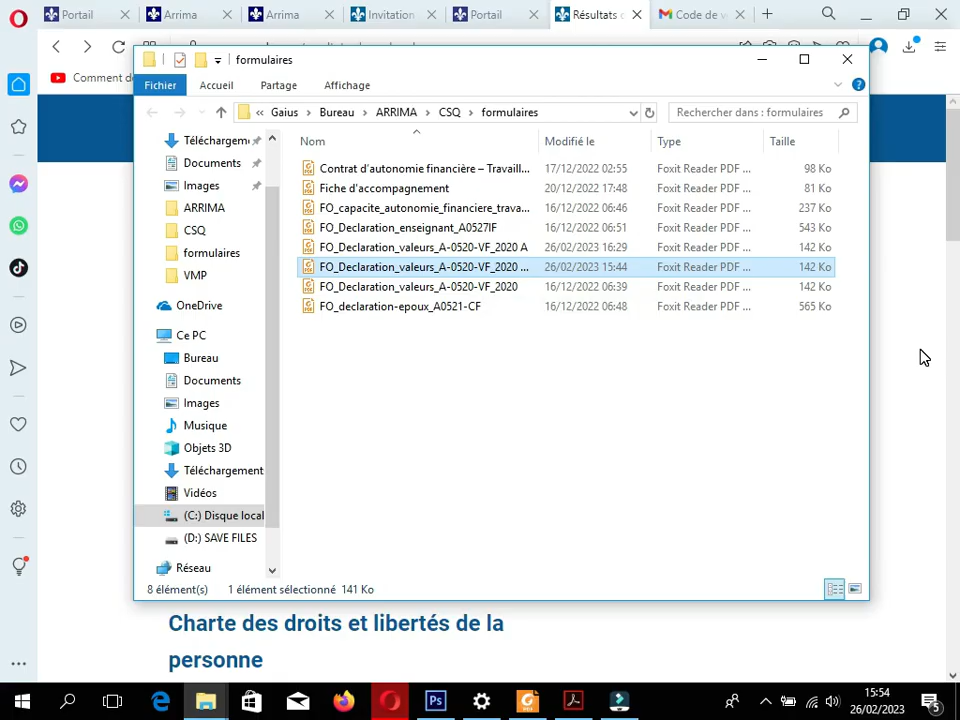 Portail
Arrima
Arrima
Invitation
Portail
Résultats d
Code de v
Comment d
formulaires
Fichier
Accueil
Partage
Affichage
Gaius
Bureau
ARRIMA
CSQ
formulaires
Rechercher dans : formulaires
Nom
Modifié le
Type
Taille
Contrat d'autonomie financière – Travaill... 17/12/2022 02:55 Foxit Reader PDF ... 98 Ko
Fiche d'accompagnement 20/12/2022 17:48 Foxit Reader PDF ... 81 Ko
FO_capacite_autonomie_financiere_trava... 16/12/2022 06:46 Foxit Reader PDF ... 237 Ko
FO_Declaration_enseignant_A0527IF 16/12/2022 06:51 Foxit Reader PDF ... 543 Ko
FO_Declaration_valeurs_A-0520-VF_2020 A 26/02/2023 16:29 Foxit Reader PDF ... 142 Ko
FO_Declaration_valeurs_A-0520-VF_2020 ... 26/02/2023 15:44 Foxit Reader PDF ... 142 Ko
FO_Declaration_valeurs_A-0520-VF_2020 16/12/2022 06:39 Foxit Reader PDF ... 142 Ko
FO_declaration-epoux_A0521-CF 16/12/2022 06:48 Foxit Reader PDF ... 565 Ko
Téléchargem
Documents
Images
ARRIMA
CSQ
formulaires
VMP
OneDrive
Ce PC
Bureau
Documents
Images
Musique
Objets 3D
Téléchargement
Vidéos
(C:) Disque local
(D:) SAVE FILES
Réseau
8 élément(s) 1 élément sélectionné 141 Ko
Charte des droits et libertés de la
personne
15:54
26/02/2023
5